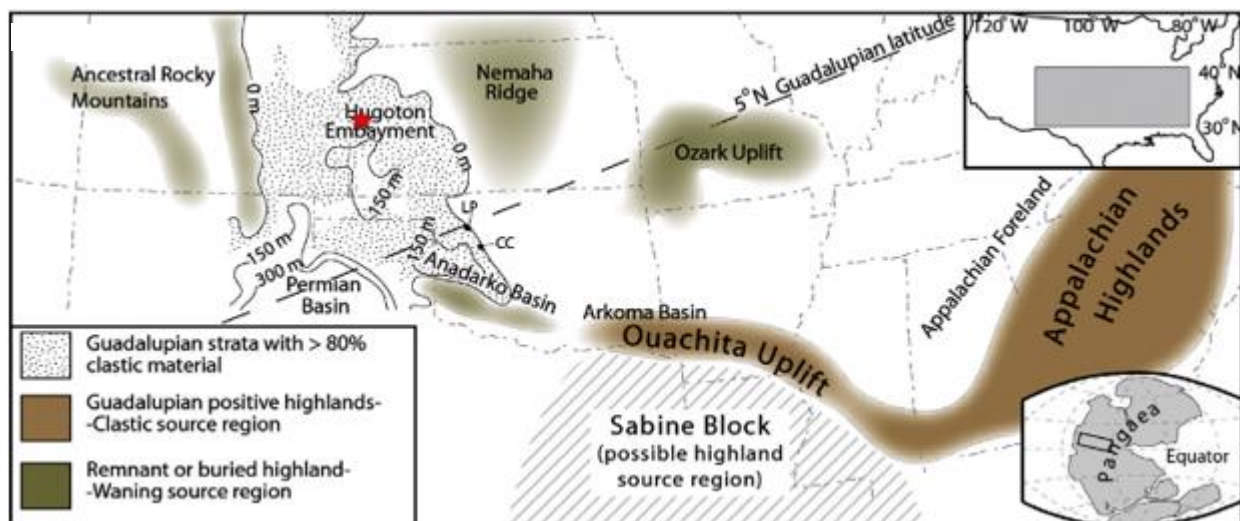 Ancestral Rocky
Mountains
0 m
Hugoton
Embayment
0 m
150 m
Nemaha
Ridge
5° N Guadalupian latitude
Ozark Uplift
LP
CC
150 m
300 m
150 m
Permian
Basin
Anadarko Basin
Arkoma Basin
Ouachita Uplift
Appalachian Foreland
Appalachian
Highlands
Sabine Block
(possible highland
source region)
120° W 100° W 80° W
40° N
30° N
Guadalupian strata with > 80%
clastic material
Guadalupian positive highlands-
-Clastic source region
Remnant or buried highland-
-Waning source region
Pangaea
Equator